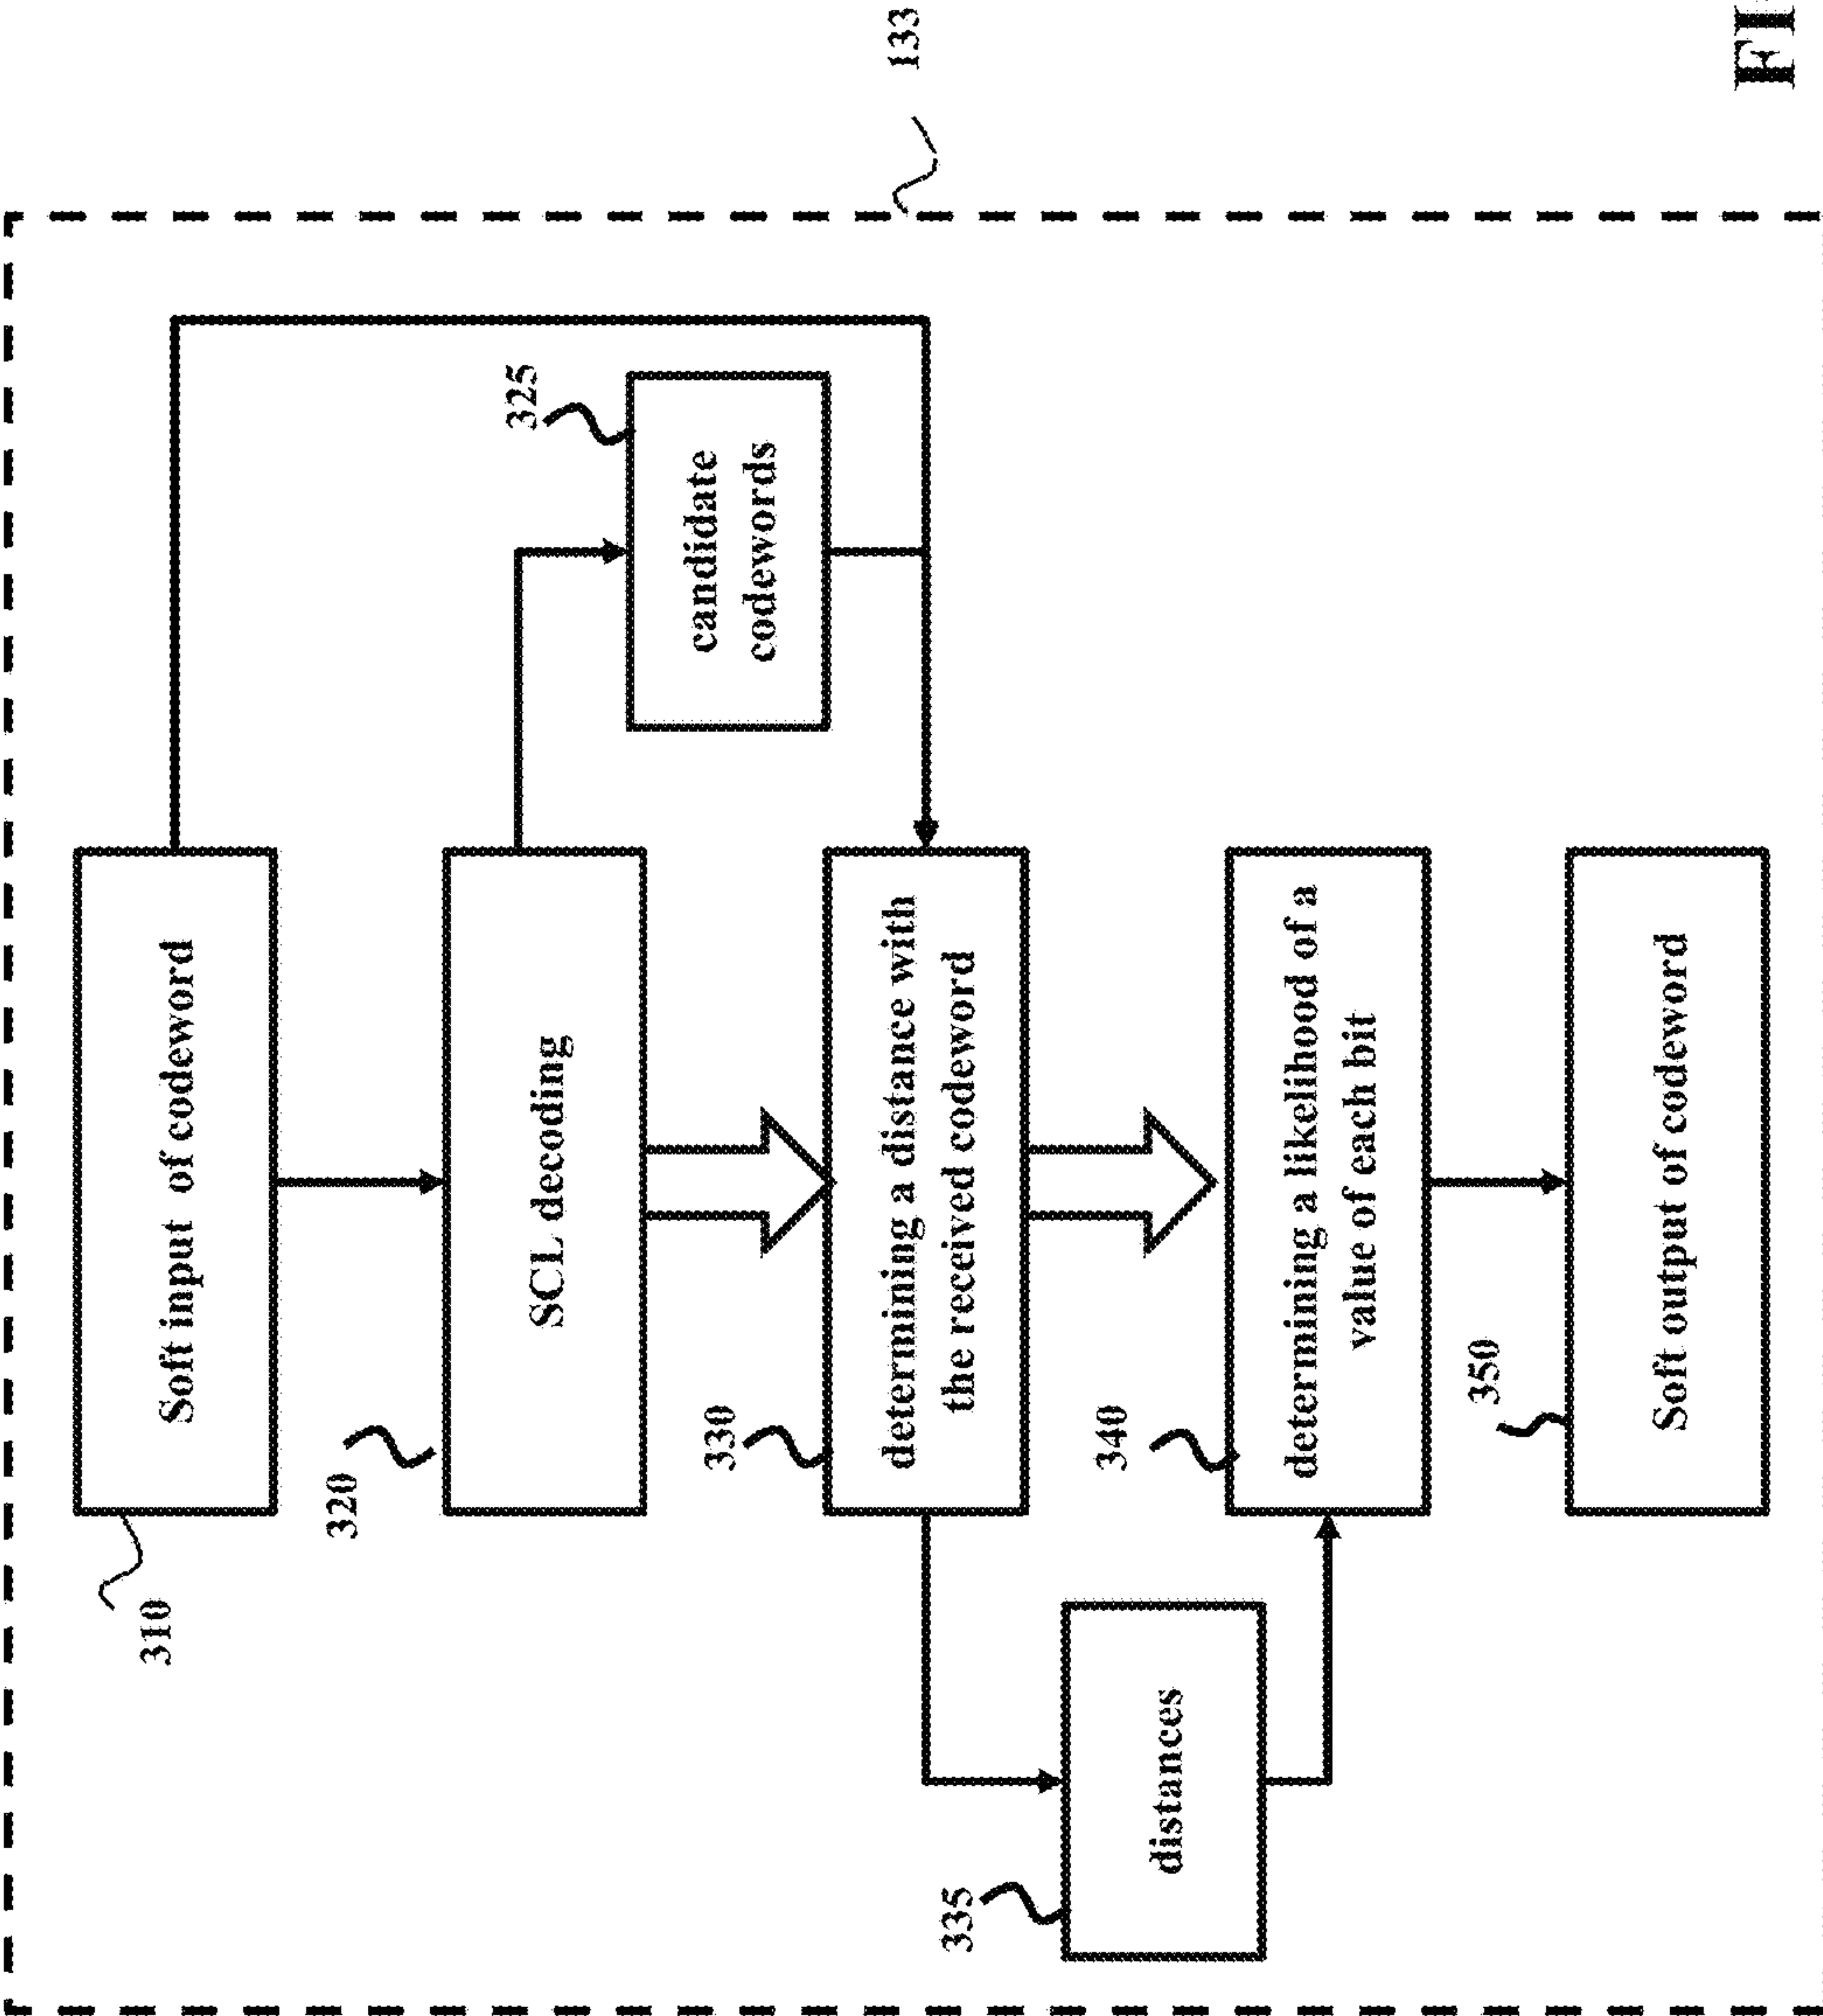 310
Soft input of codeword
320
SCL decoding
325
candidate
codewords
330
determining a distance with
the received codeword
133
335
distances
340
determining a likelihood of a
value of each bit
350
Soft output of codeword